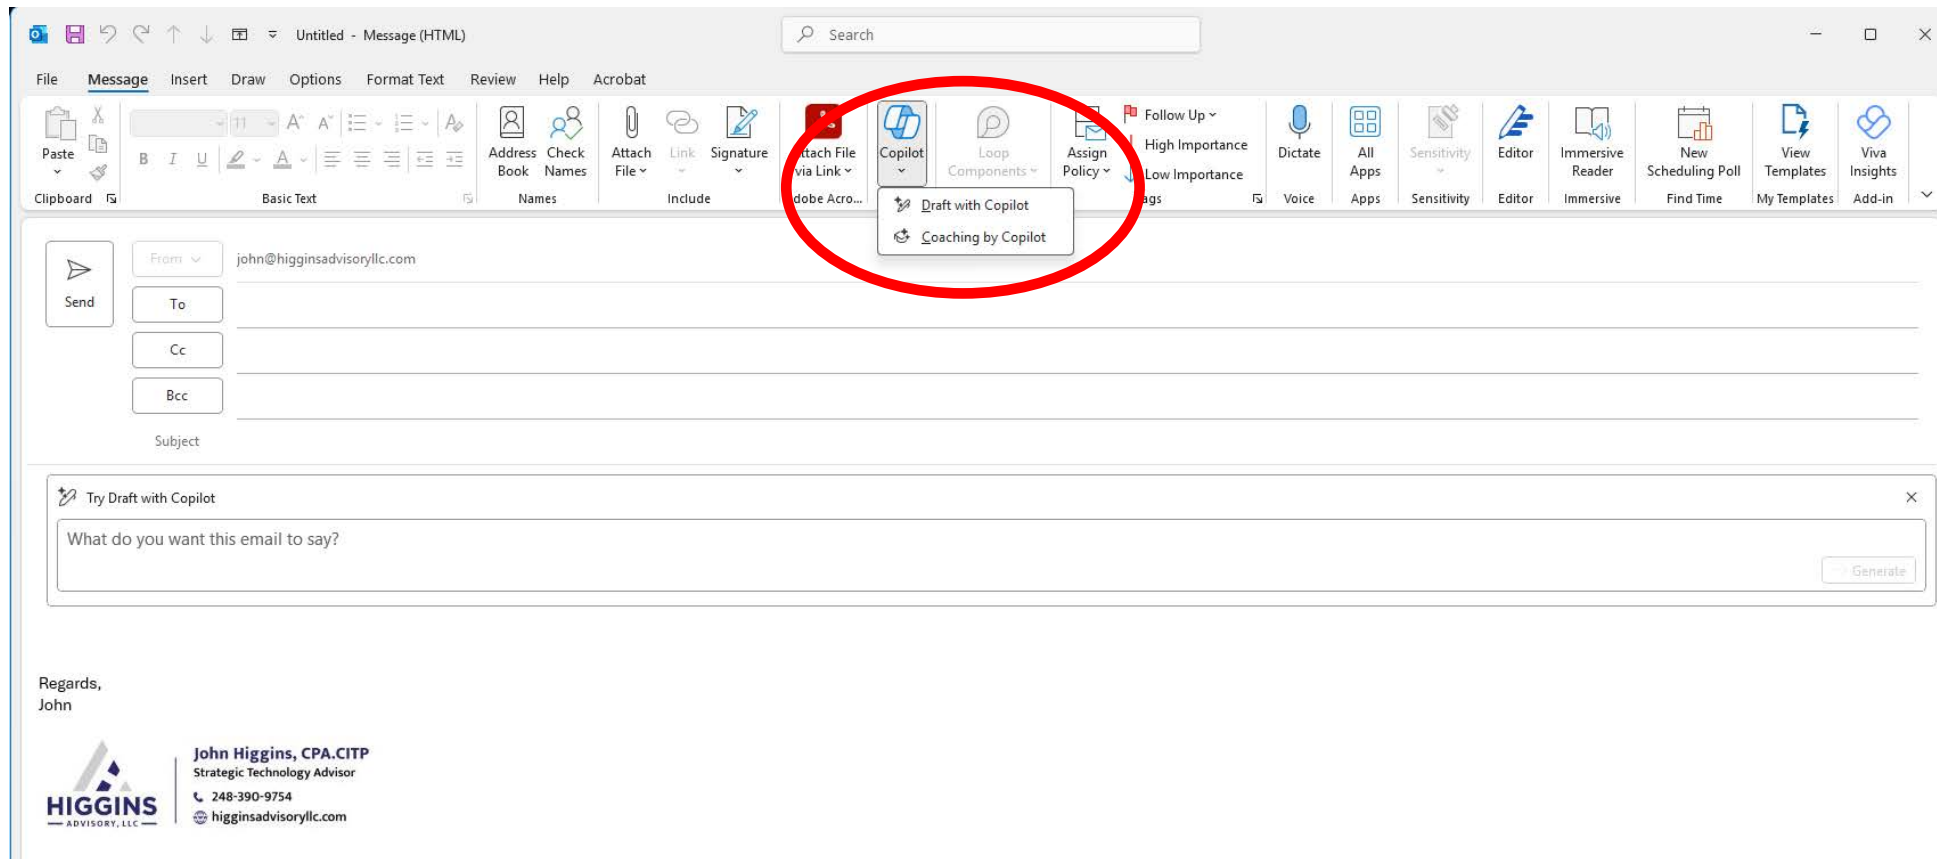 Untitled - Message (HTML)
Search
File Message Insert Draw Options Format Text Review Help Acrobat
Paste
Clipboard
11
B I U
Basic Text
Address Book
Check Names
Names
Attach File
Link
Signature
Include
ttach File
via Link
dobe Acro...
Copilot
Draft with Copilot
Coaching by Copilot
Loop Components
Assign Policy
Follow Up
High Importance
Low Importance
ags
Dictate
Voice
All Apps
Apps
Sensitivity
Sensitivity
Editor
Editor
Immersive Reader
Immersive
New Scheduling Poll
Find Time
View Templates
My Templates
Viva Insights
Add-in
Send
From john@higginsadvisoryllc.com
To
Cc
Bcc
Subject
Try Draft with Copilot
What do you want this email to say?
Generate
Regards,
John
HIGGINS
ADVISORY, LLC
John Higgins, CPA.CITP
Strategic Technology Advisor
248-390-9754
higginsadvisoryllc.com